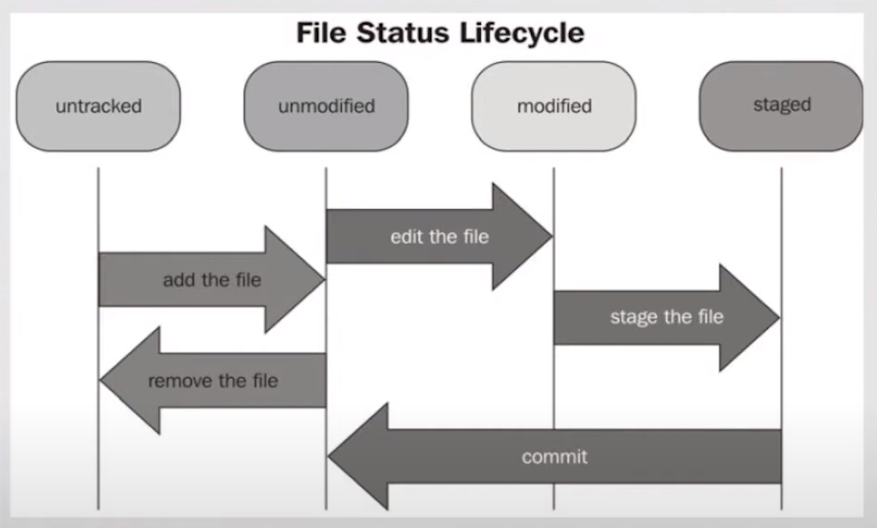 File Status Lifecycle
untracked
unmodified
modified
staged
edit the file
add the file
stage the file
remove the file
commit